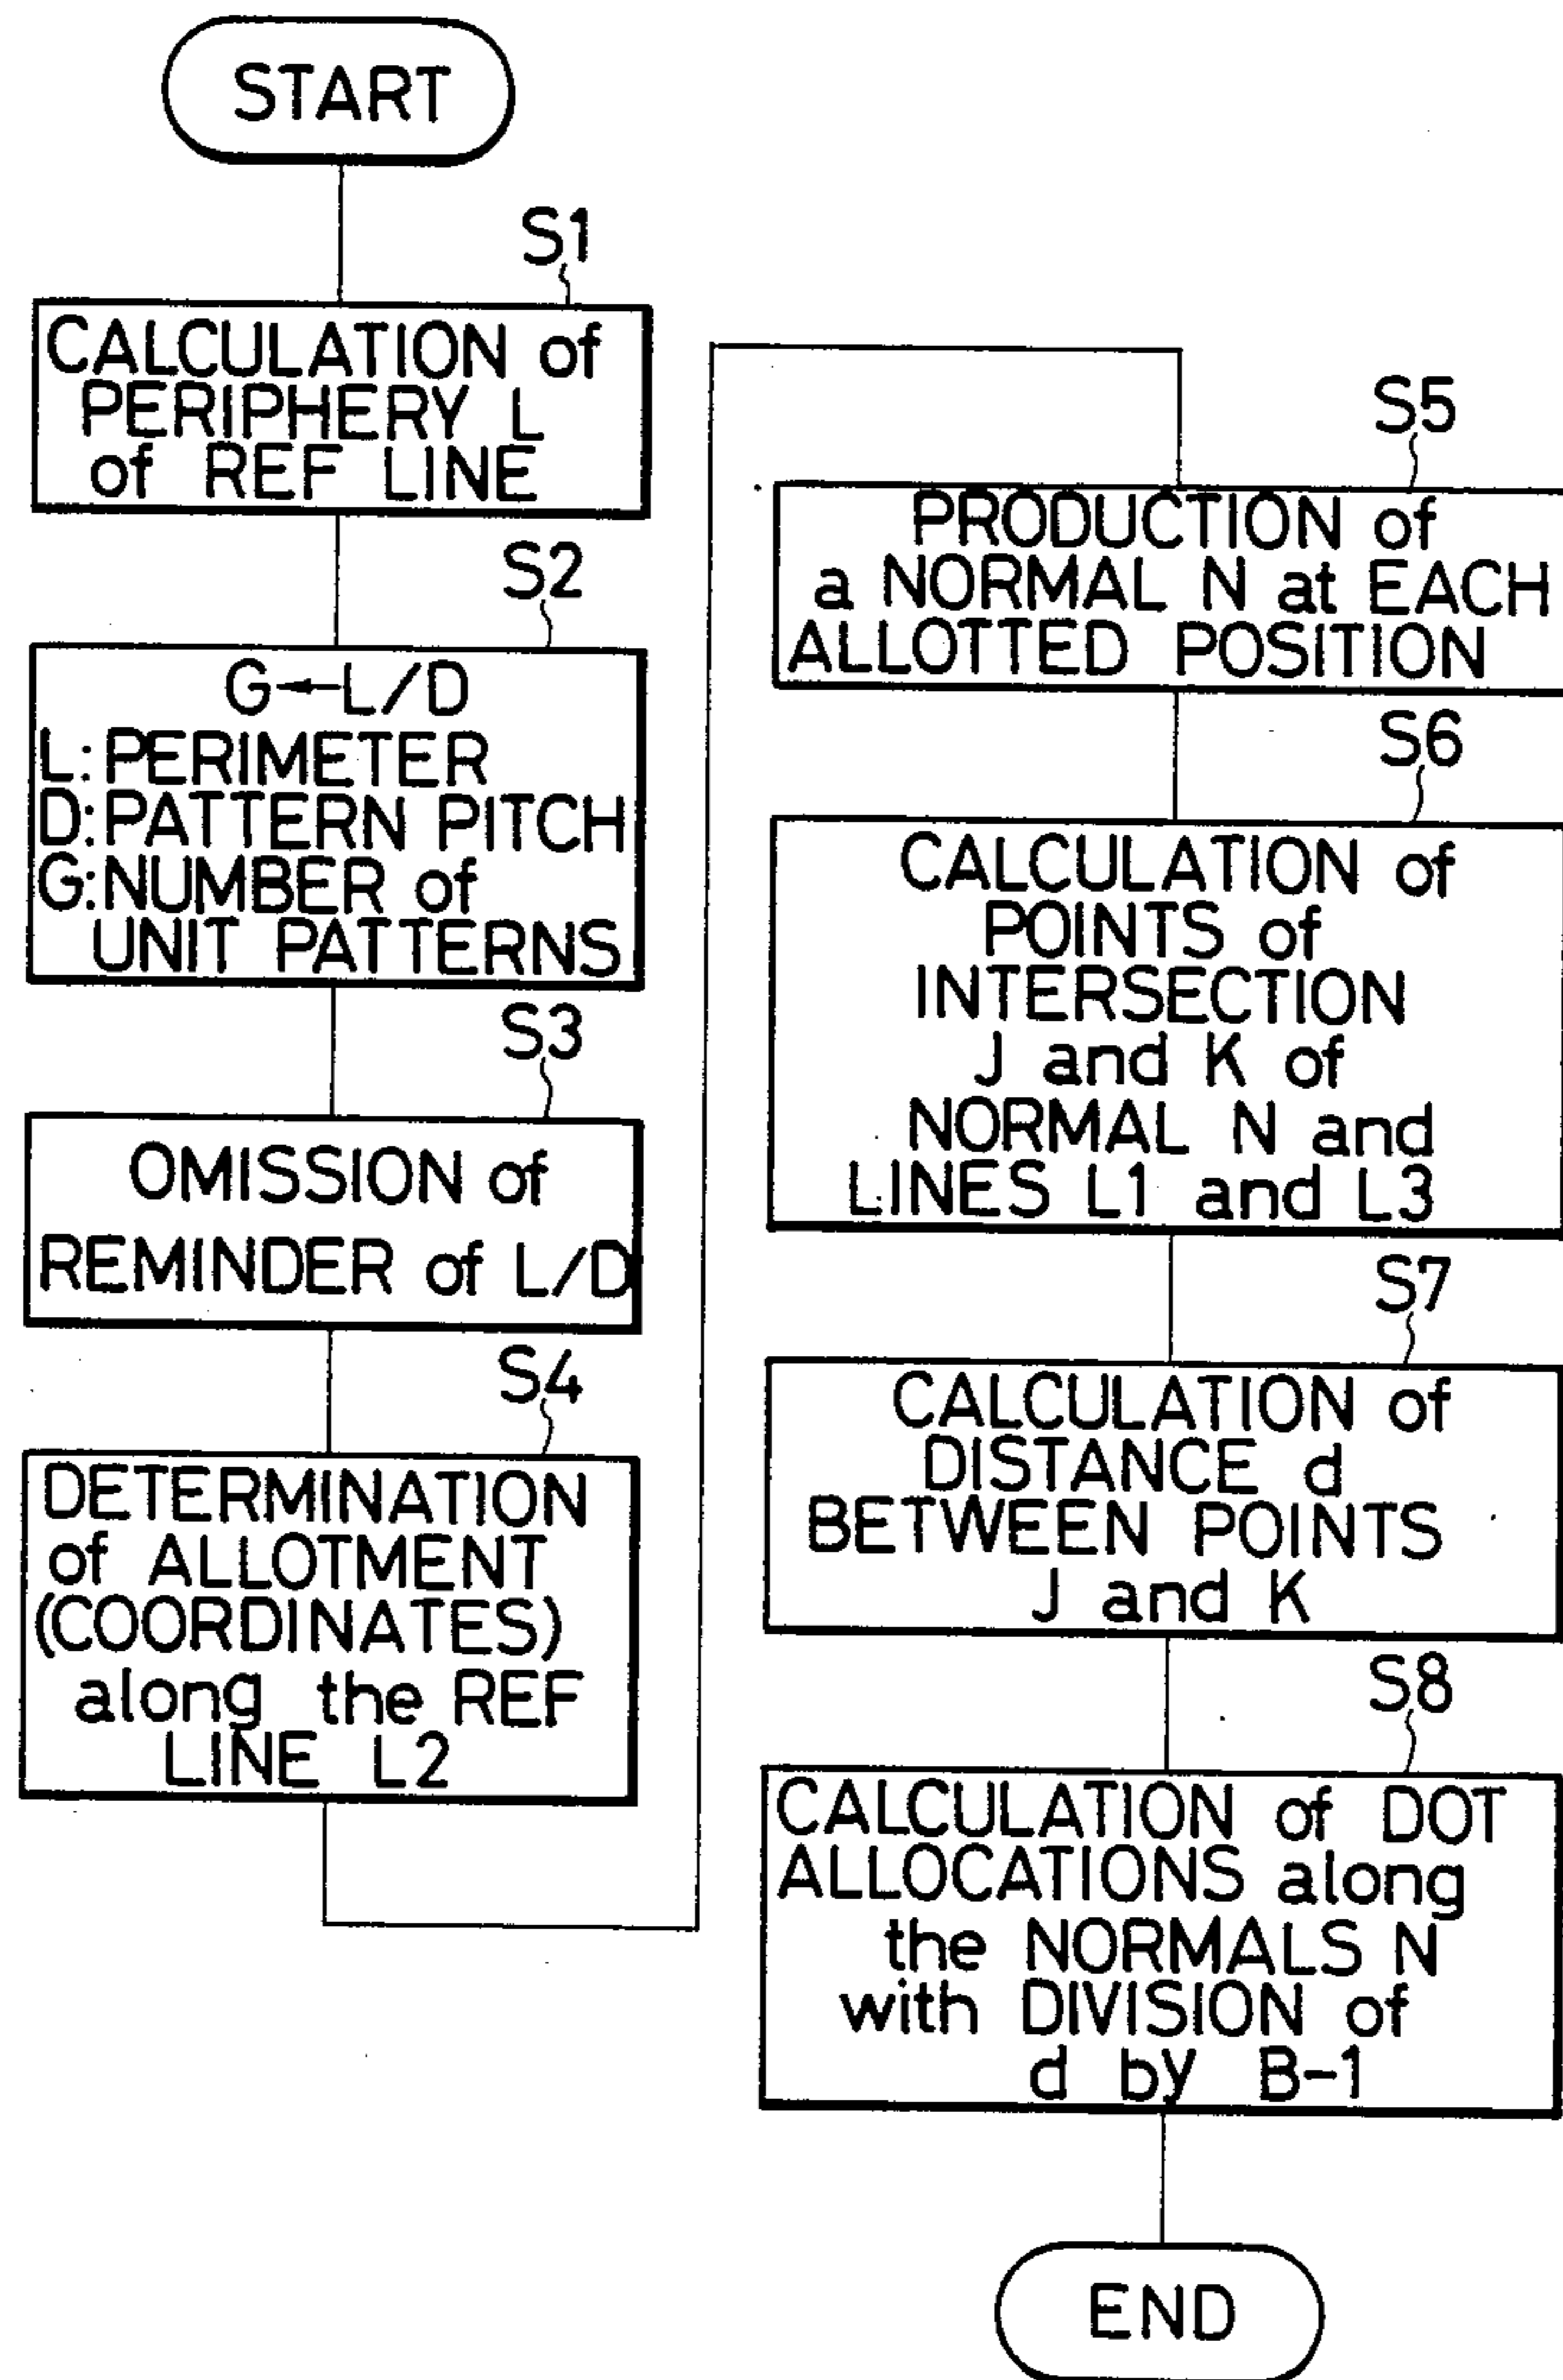 START
S1
CALCULATION of
PERIPHERY L
of REF LINE
S2
G←L/D
L:PERIMETER
D:PATTERN PITCH
G:NUMBER of
UNIT PATTERNS
S3
OMISSION of
REMINDER of L/D
S4
DETERMINATION
of ALLOTMENT
(COORDINATES)
along the REF
LINE L2
S5
PRODUCTION of
a NORMAL N at EACH
ALLOTTED POSITION
S6
CALCULATION of
POINTS of
INTERSECTION
J and K of
NORMAL N and
LINES L1 and L3
S7
CALCULATION of
DISTANCE d
BETWEEN POINTS
J and K
S8
CALCULATION of DOT
ALLOCATIONS along
the NORMALS N
with DIVISION of
d by B-1
END